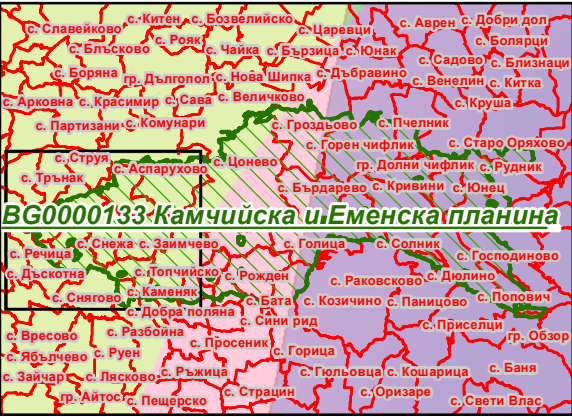 с. Китен с. Бозвелийско
с. Славейково с. Царевци с. Аврен с. Добри дол
с. Рояк
с. Блъсково с. Чайка с. Бързица с. Юнак с. Болярци
с. Садово с. Близнаци
с. Боряна гр. Дългопол с. Нова Шипка с. Дъбравино с. Венелин с. Китка
с. Арковна с. Красимир с. Сава с. Величково с. Круша
с. Партизани с. Комунари с. Гроздьово с. Пчелник
с. Горен чифлик с. Старо Оряхово
с. Струя с. Аспарухово с. Цонево гр. Долни чифлик с. Рудник
с. Трънак с. Бърдарево с. Кривини с. Юнец
BG0000133 Камчийска и Еменска планина
с. Снежа с. Заимчево с. Голица с. Солник
с. Речица с. Господиново
с. Дъскотна с. Топчийско с. Рожден с. Раковсково с. Дюлино
с. Снягово с. Каменяк с. Бата с. Козичино с. Паницово с. Попович
с. Добра поляна с. Сини рид с. Приселци
с. Вресово с. Разбойна с. Просеник гр. Обзор
с. Ябълчево с. Руен с. Горица
с. Зайчар с. Лясково с. Ръжица с. Гюльовца с. Кошарица с. Баня
гр. Айтос с. Пещерско с. Страцин с. Оризаре с. Свети Влас